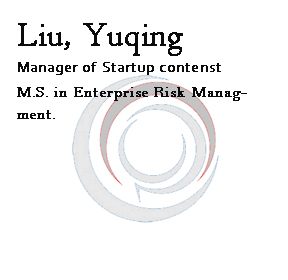 Liu, Yuqing
Manager of Startup contenst
M.S. in Enterprise Risk Manag-
ment.